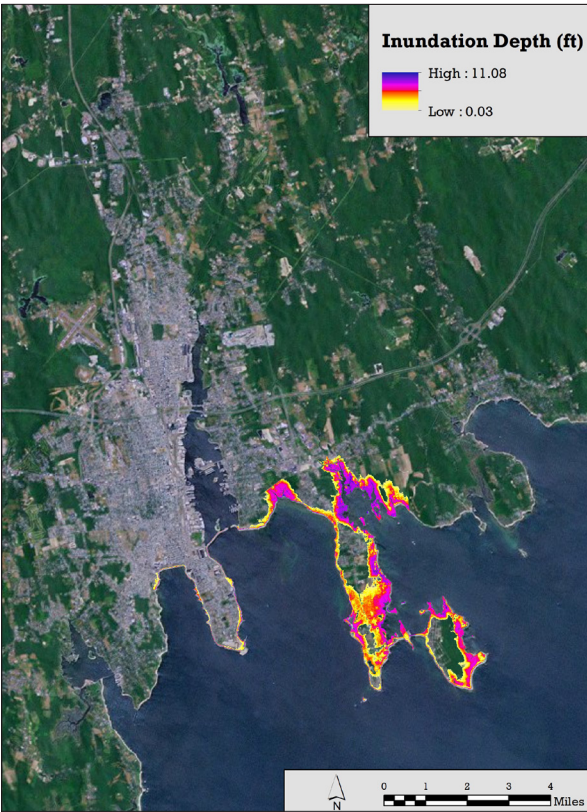 Inundation Depth (ft)
High : 11.08
Low : 0.03
N
0 1 2 3 4
Miles